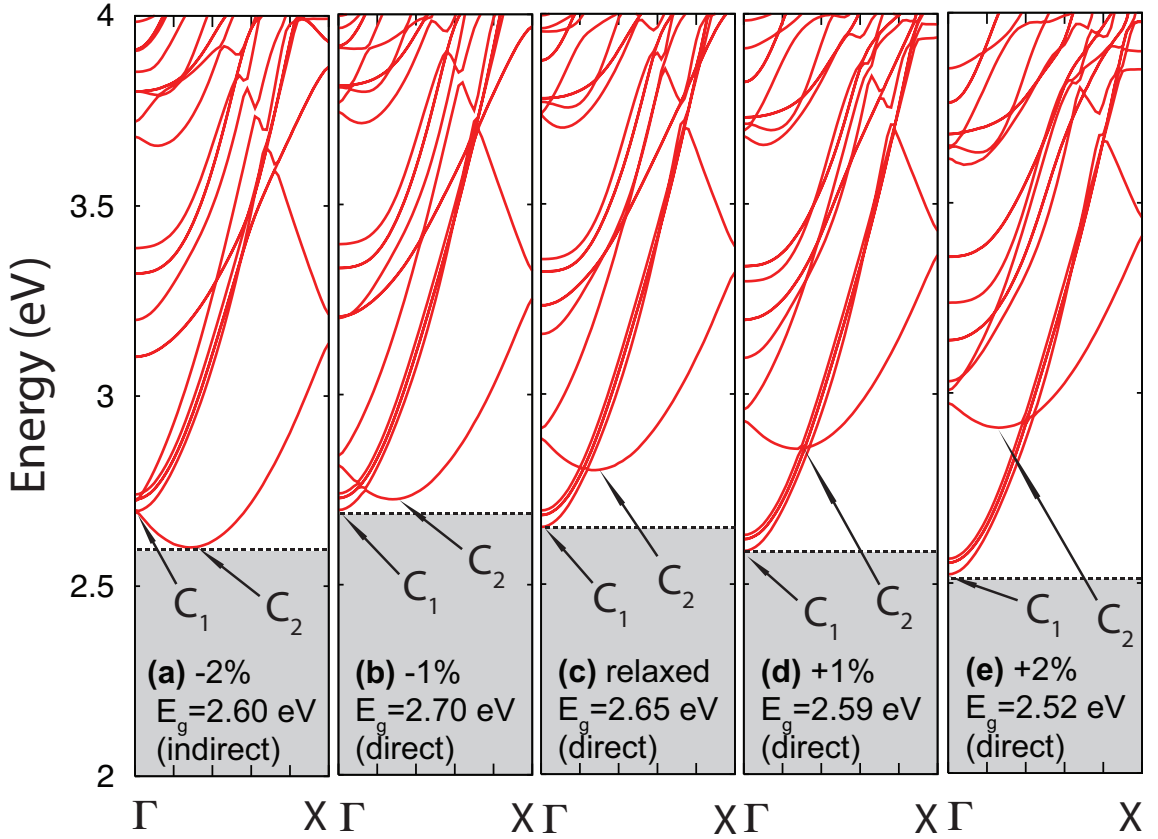 4
3.5
3
2.5
2
Energy (eV)
C1
C2
(a) -2%
Eg=2.60 eV
(indirect)
Γ
X
C1
C2
(b) -1%
Eg=2.70 eV
(direct)
Γ
X
C1
C2
(c) relaxed
Eg=2.65 eV
(direct)
Γ
X
C1
C2
(d) +1%
Eg=2.59 eV
(direct)
Γ
X
C1
C2
(e) +2%
Eg=2.52 eV
(direct)
Γ
X